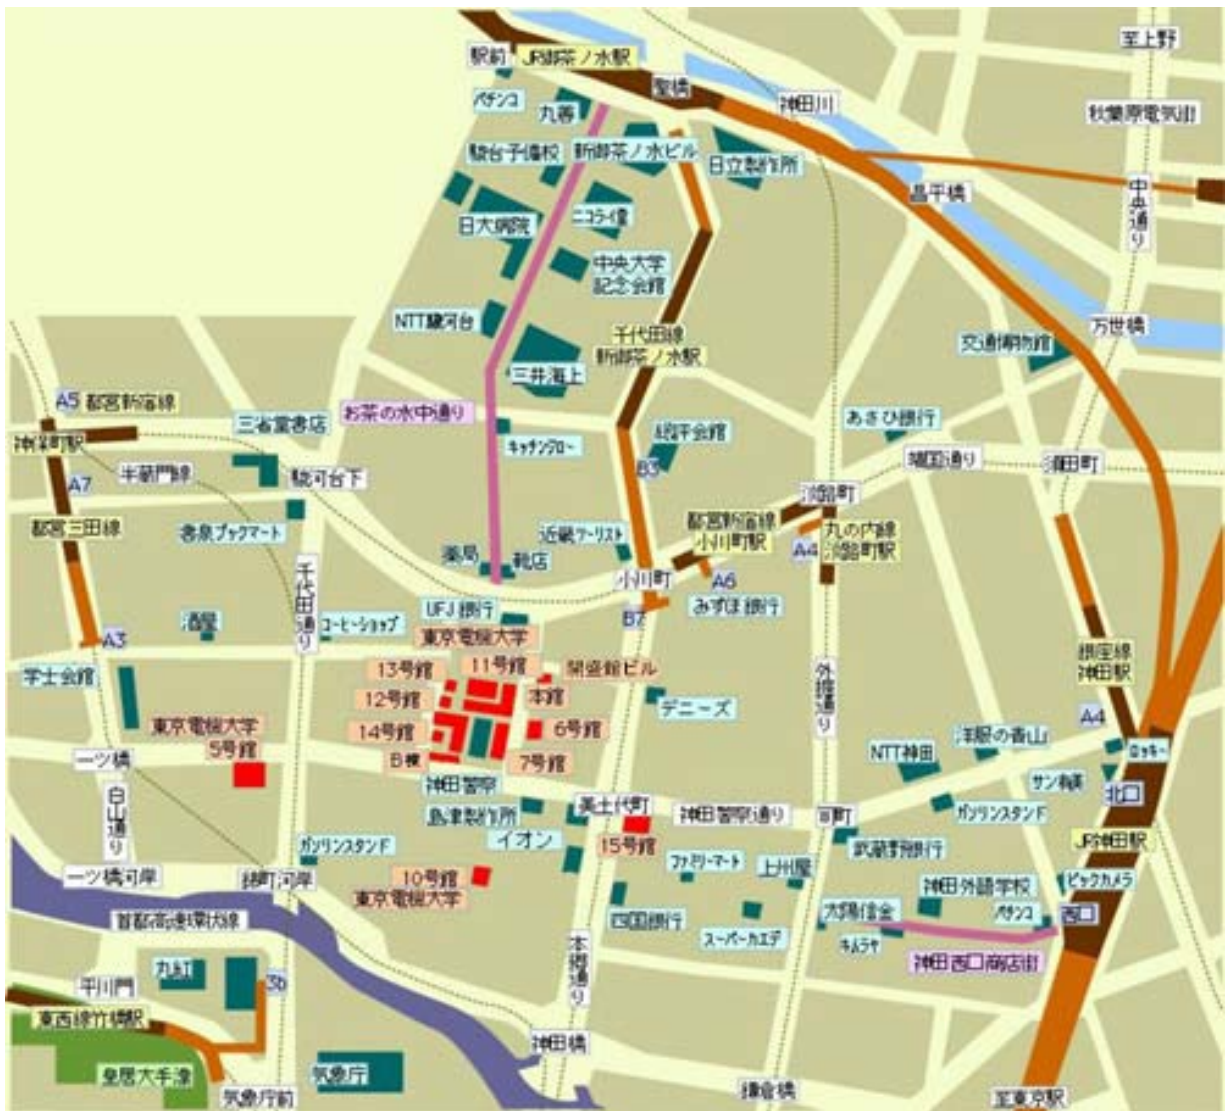 至上野
駅前
JR御茶ノ水駅
聖橋
パチンコ
丸善
神田川
秋葉原電気街
駿台予備校
新御茶ノ水ビル
日立製作所
昌平橋
中央通り
日大病院
ニコライ堂
中央大学
記念会館
NTT駿河台
千代田線
新御茶ノ水駅
万世橋
交通博物館
三井海上
A5
都営新宿線
お茶の水中通り
三省堂書店
あさひ銀行
神保町駅
キッチンジロー
総評会館
靖国通り
須田町
半蔵門線
駿河台下
B3
A7
淡路町
都営三田線
書泉ブックマート
近畿ツーリスト
都営新宿線
小川町駅
丸の内線
淡路町駅
A4
薬局
靴店
小川町
A6
千代田通り
UFJ銀行
B7
みずほ銀行
酒屋
コーヒーショップ
東京電機大学
A3
13号館
11号館
開盛館ビル
銀座線
神田駅
学士会館
12号館
本館
外堀通り
デニーズ
東京電機大学
5号館
14号館
6号館
A4
洋服の青山
NTT神田
ロッキー
一ツ橋
B棟
7号館
神田警察
北口
白山通り
島津製作所
美土代町
神田警察通り
司町
ガソリンスタンド
イオン
15号館
武蔵野銀行
JR神田駅
ガソリンスタンド
ファミリーマート
上州屋
一ツ橋河岸
錦町河岸
10号館
東京電機大学
神田外語学校
ビックカメラ
首都高速環状線
四国銀行
太陽信金
パチンコ
西口
スーパーカエデ
キムラヤ
神田西口商店街
本郷通り
丸紅
平川門
3b
東西線竹橋駅
神田橋
皇居大手濠
気象庁
気象庁前
鎌倉橋
至東京駅